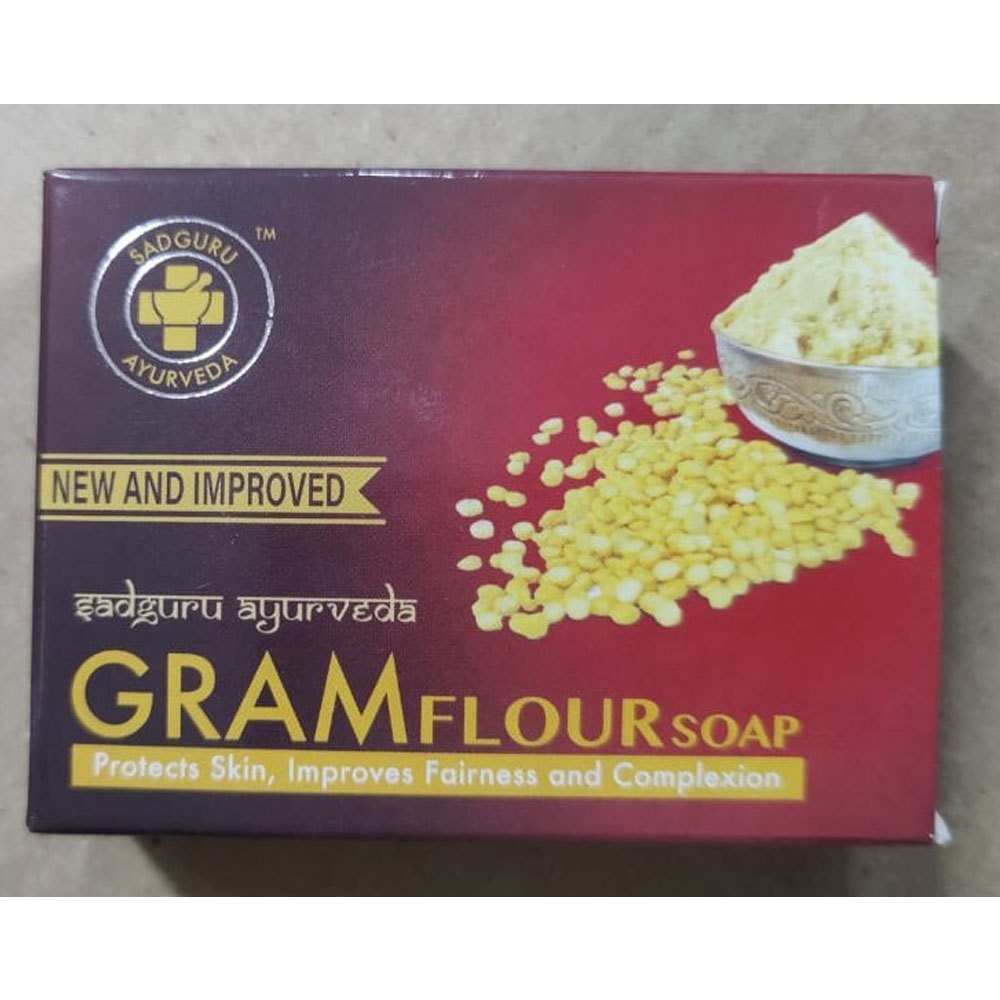 SADGURU
TM
AYURVEDA
NEW AND IMPROVED
sadguru ayurveda
GRAM FLOUR SOAP
Protects Skin, Improves Fairness and Complexion